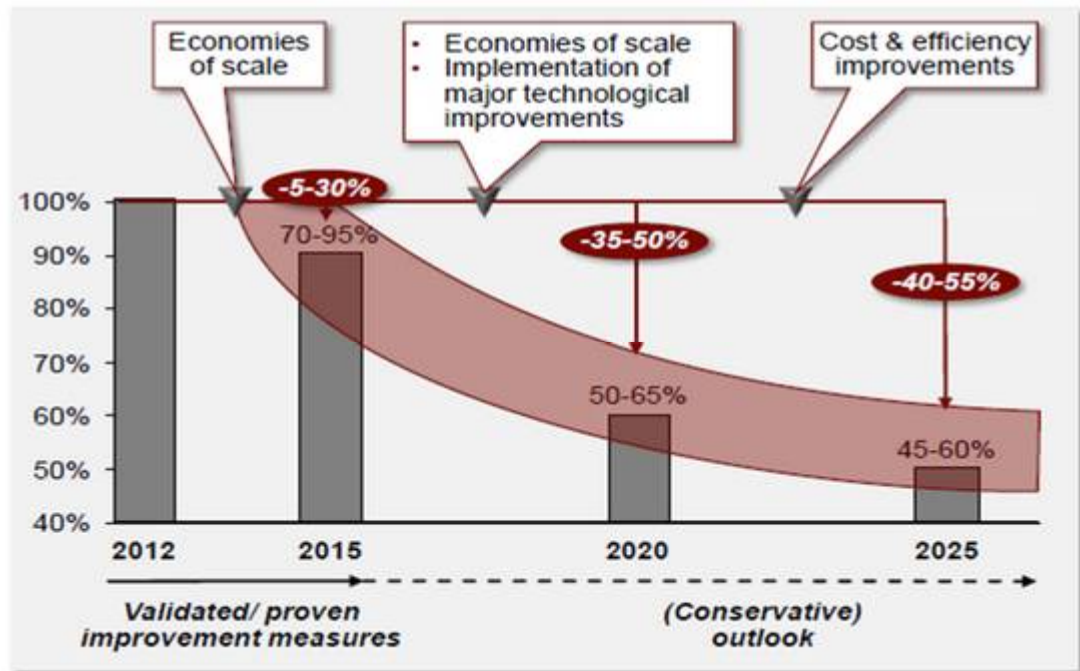 Economies
of scale
• Economies of scale
• Implementation of
major technological
improvements
Cost & efficiency
improvements
100%
90%
80%
70%
60%
50%
40%
-5-30%
70-95%
-35-50%
50-65%
-40-55%
45-60%
2012
2015
2020
2025
Validated/ proven
improvement measures
(Conservative)
outlook